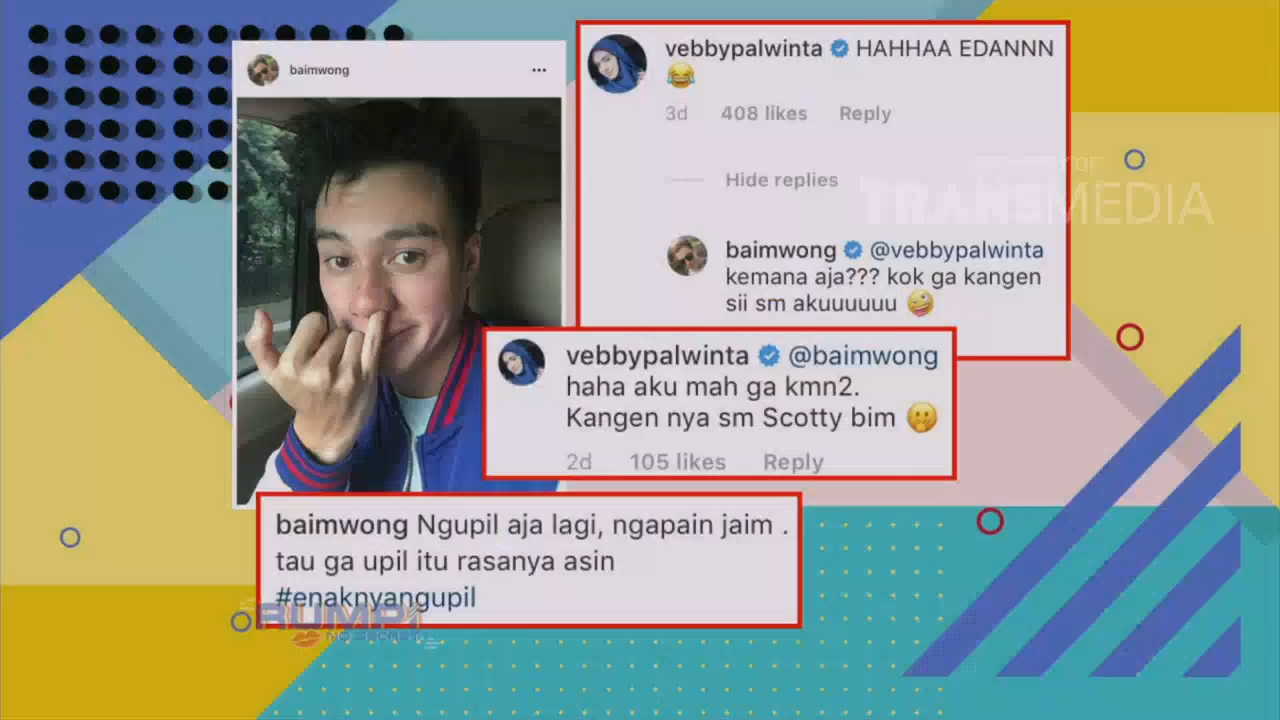 baimwong
vebbypalwinta HAHHAA EDANNN
😂
3d 408 likes Reply
Hide replies
TRANSMEDIA
baimwong @vebbypalwinta
kemana aja??? kok ga kangen
sii sm akuuuuuu 🤪
vebbypalwinta @baimwong
haha aku mah ga kmn2.
Kangen nya sm Scotty bim 🤭
2d 105 likes Reply
baimwong Ngupil aja lagi, ngapain jaim .
tau ga upil itu rasanya asin
#enaknyangupil
RUMPI
NO SECRET